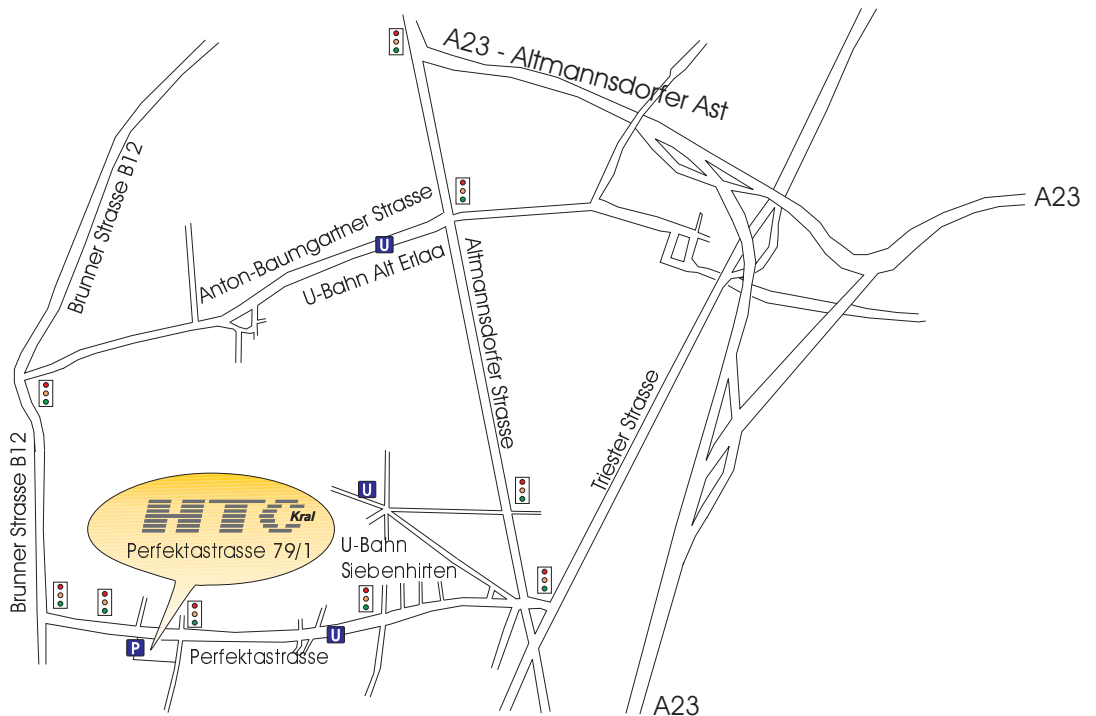 A23 - Altmannsdorfer Ast
Brunner Strasse B12
A23
Anton-Baumgartner Strasse
U
U-Bahn Alt Erlaa
Altmannsdorfer Strasse
Triester Strasse
Brunner Strasse B12
HTC Kral
Perfektastrasse 79/1
U
U-Bahn
Siebenhirten
U
P
Perfektastrasse
A23